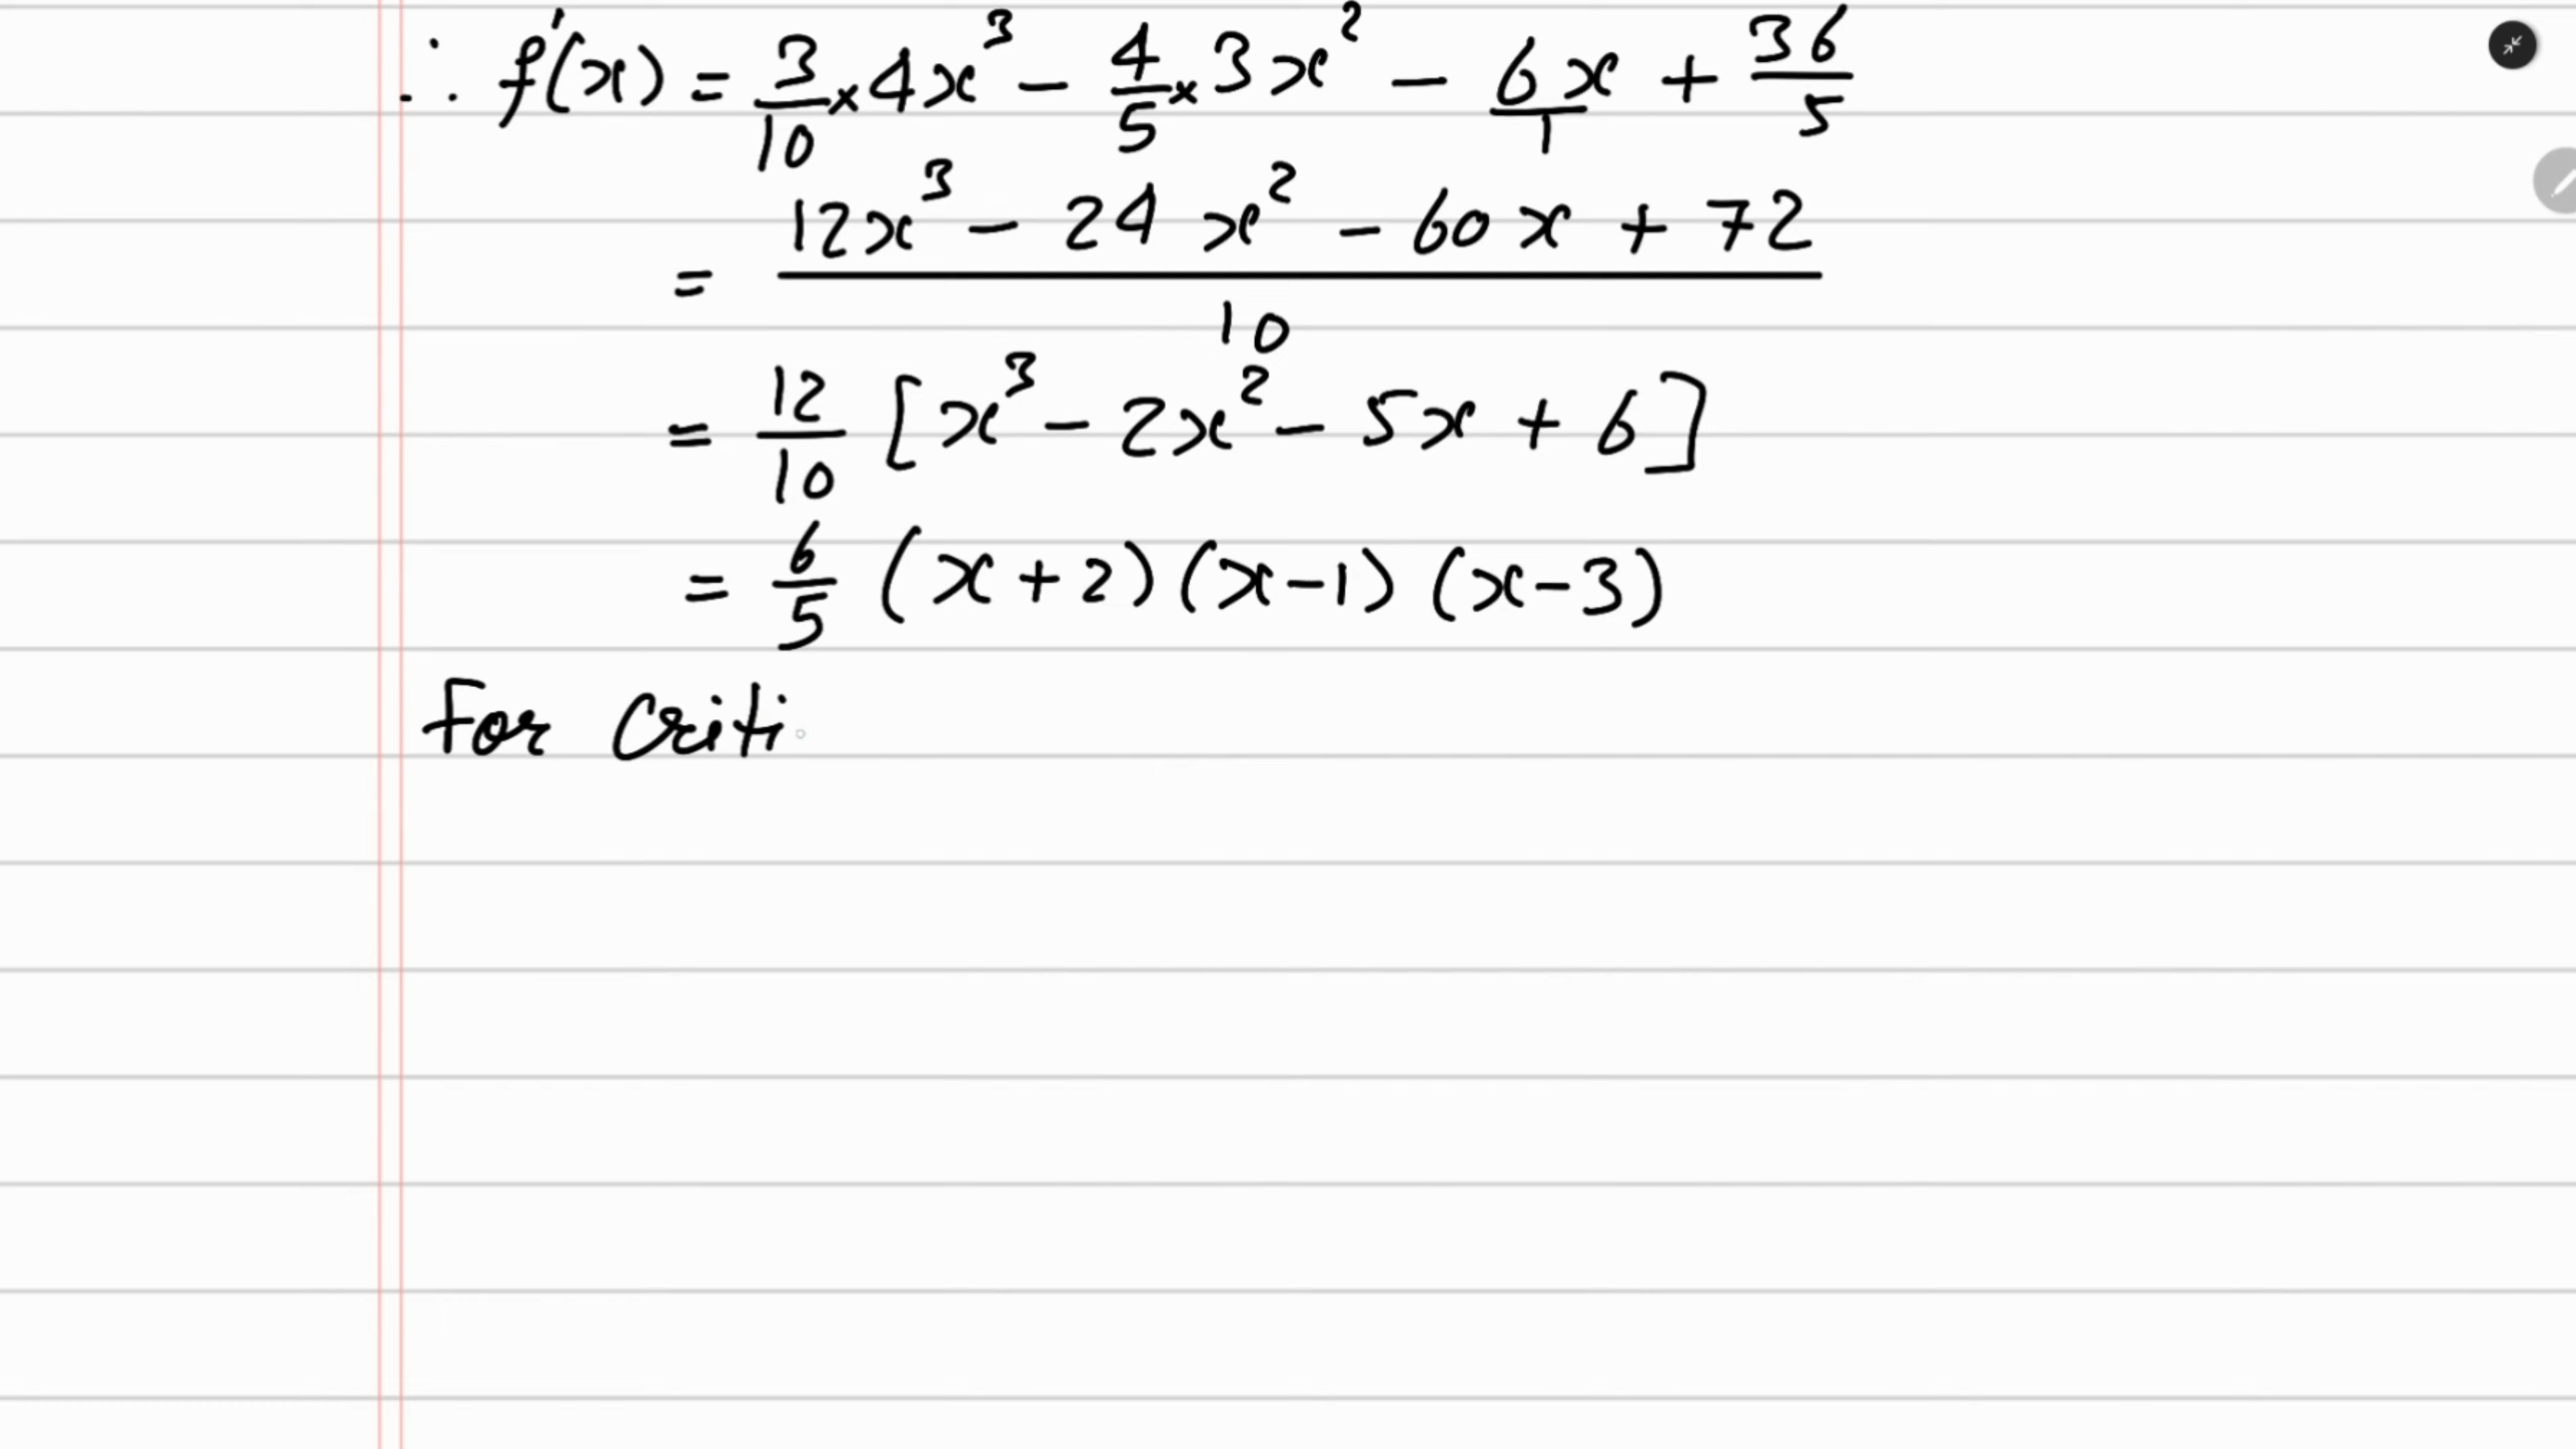 ∴ f'(x) = 3/10 × 4x³ − 4/5 × 3x² − 6x/1 + 36/5
= (12x³ − 24x² − 60x + 72)/10
= 12/10 [x³ − 2x² − 5x + 6]
= 6/5 (x+2)(x−1)(x−3)
For Criti